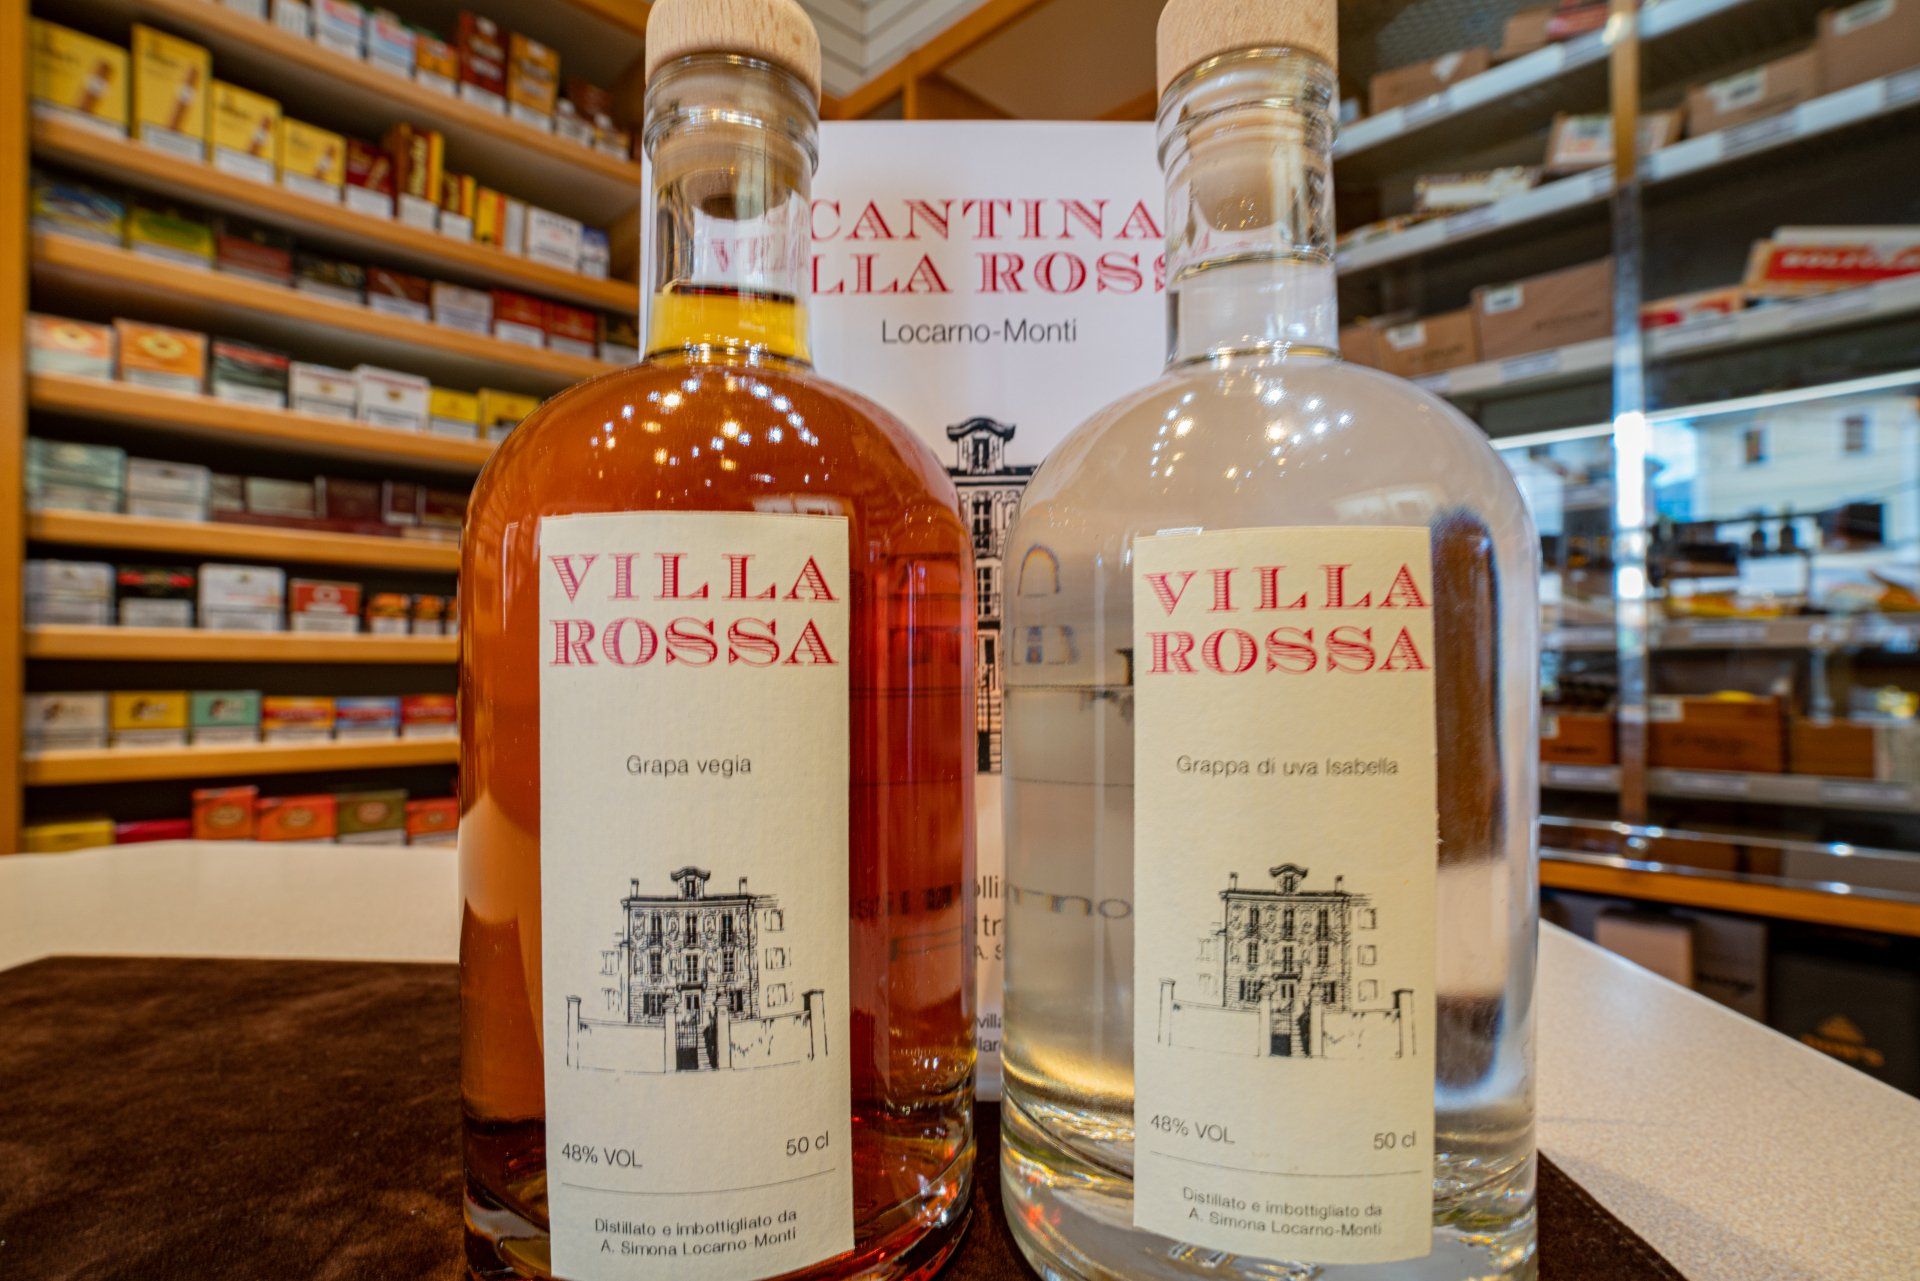 CANTINA
LLA ROSS
Locarno-Monti
VILLA
ROSSA
Grapa vegia
48% VOL
50 cl
Distillato e imbottigliato da
A. Simona Locarno-Monti
VILLA
ROSSA
Grappa di uva Isabella
48% VOL
50 cl
Distillato e imbottigliato da
A. Simona Locarno-Monti